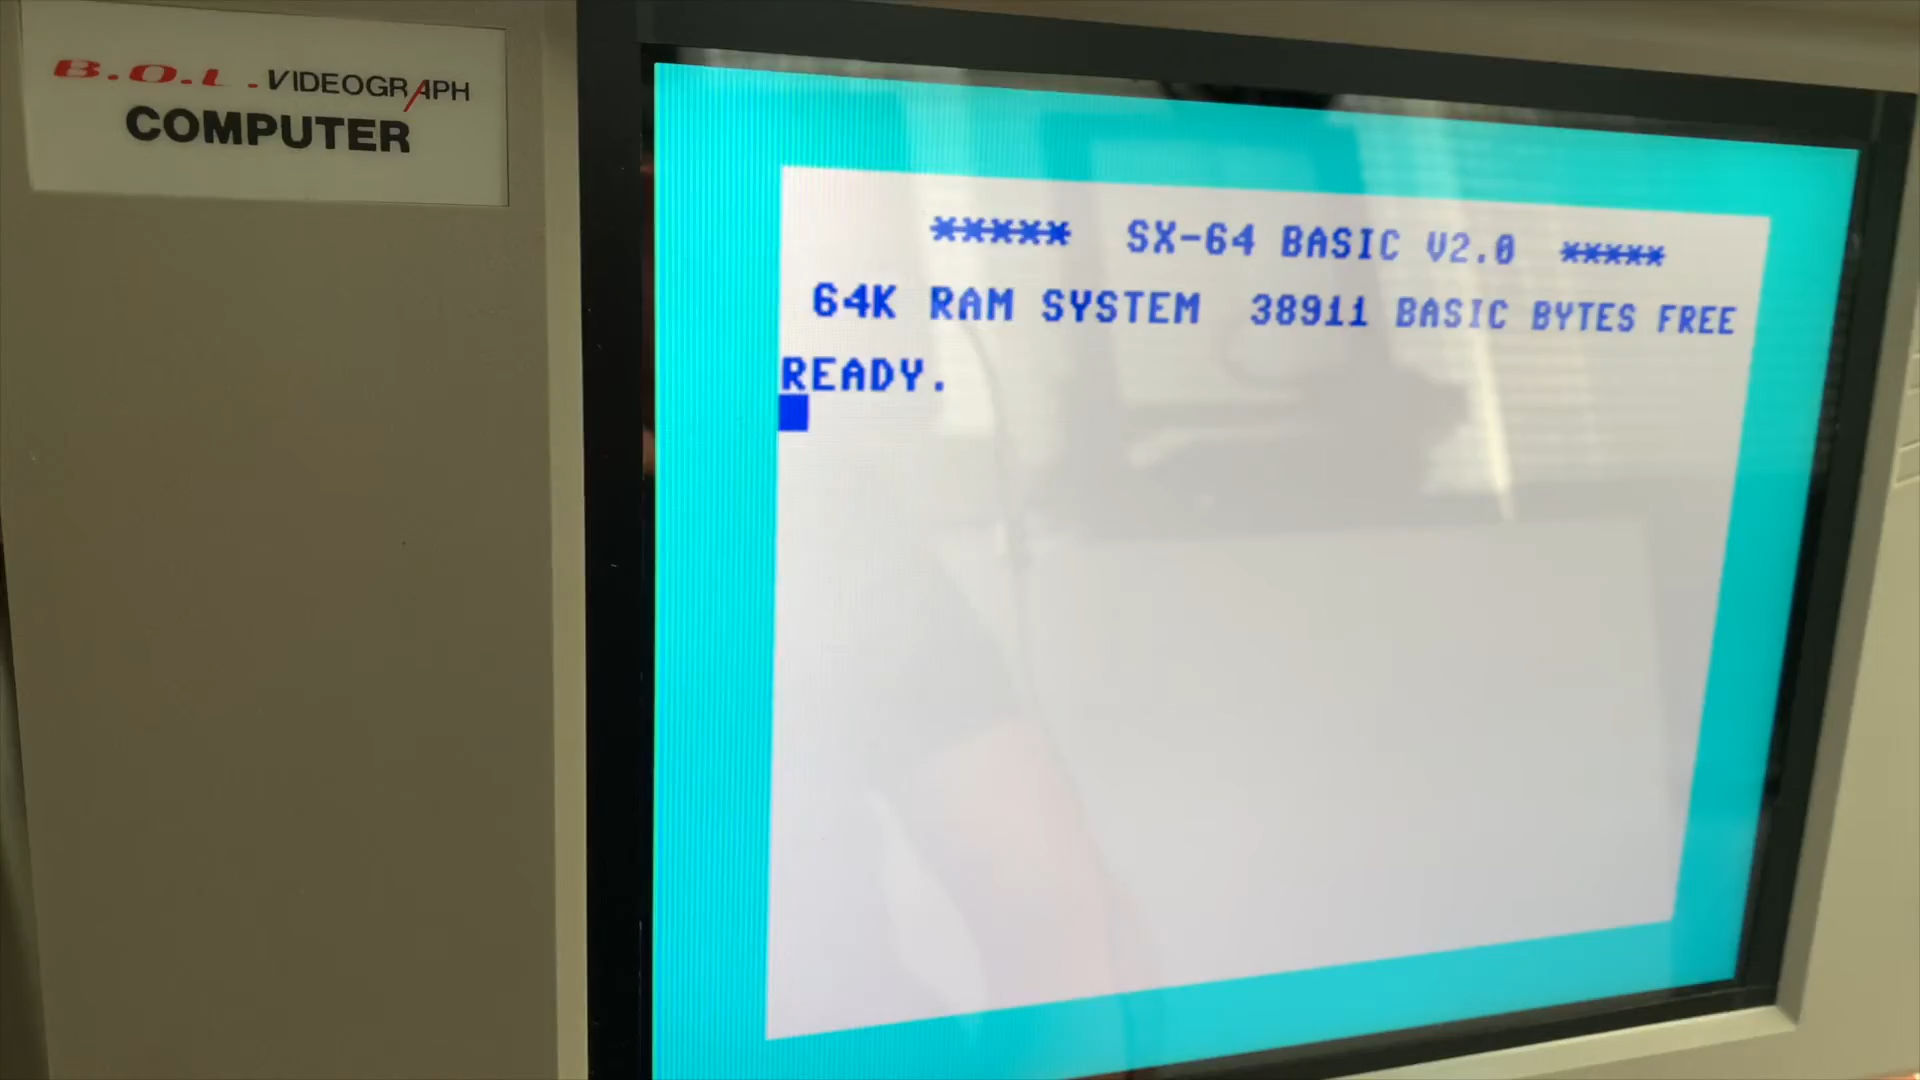 B.O.L. VIDEOGRAPH
COMPUTER
***** SX-64 BASIC V2.0 *****
64K RAM SYSTEM 38911 BASIC BYTES FREE
READY.